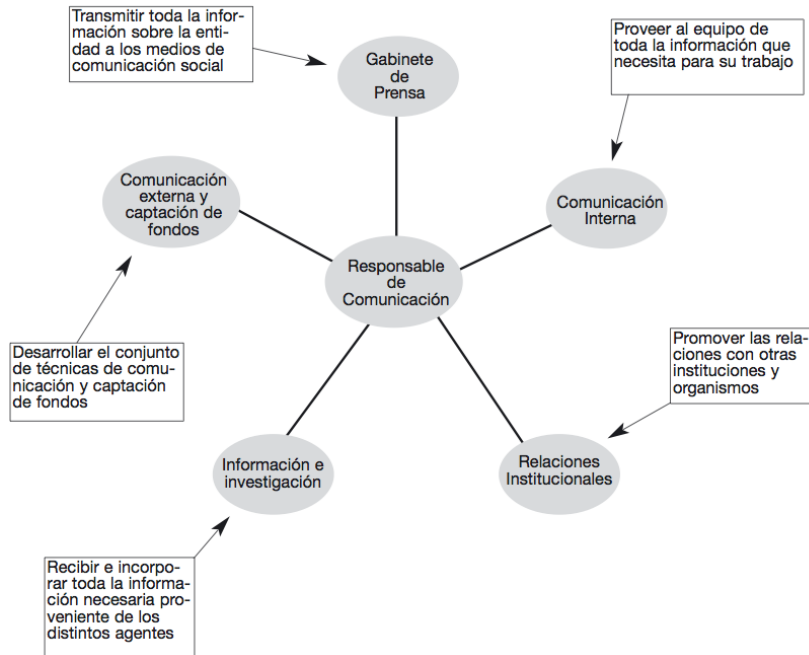 Transmitir toda la infor-
mación sobre la enti-
dad a los medios de
comunicación social
Gabinete
de
Prensa
Proveer al equipo de
toda la información que
necesita para su trabajo
Comunicación
externa y
captación de
fondos
Comunicación
Interna
Responsable
de
Comunicación
Desarrollar el conjunto
de técnicas de comu-
nicación y captación
de fondos
Promover las rela-
ciones con otras
instituciones y
organismos
Información e
investigación
Relaciones
Institucionales
Recibir e incorpo-
rar toda la informa-
ción necesaria pro-
veniente de los
distintos agentes